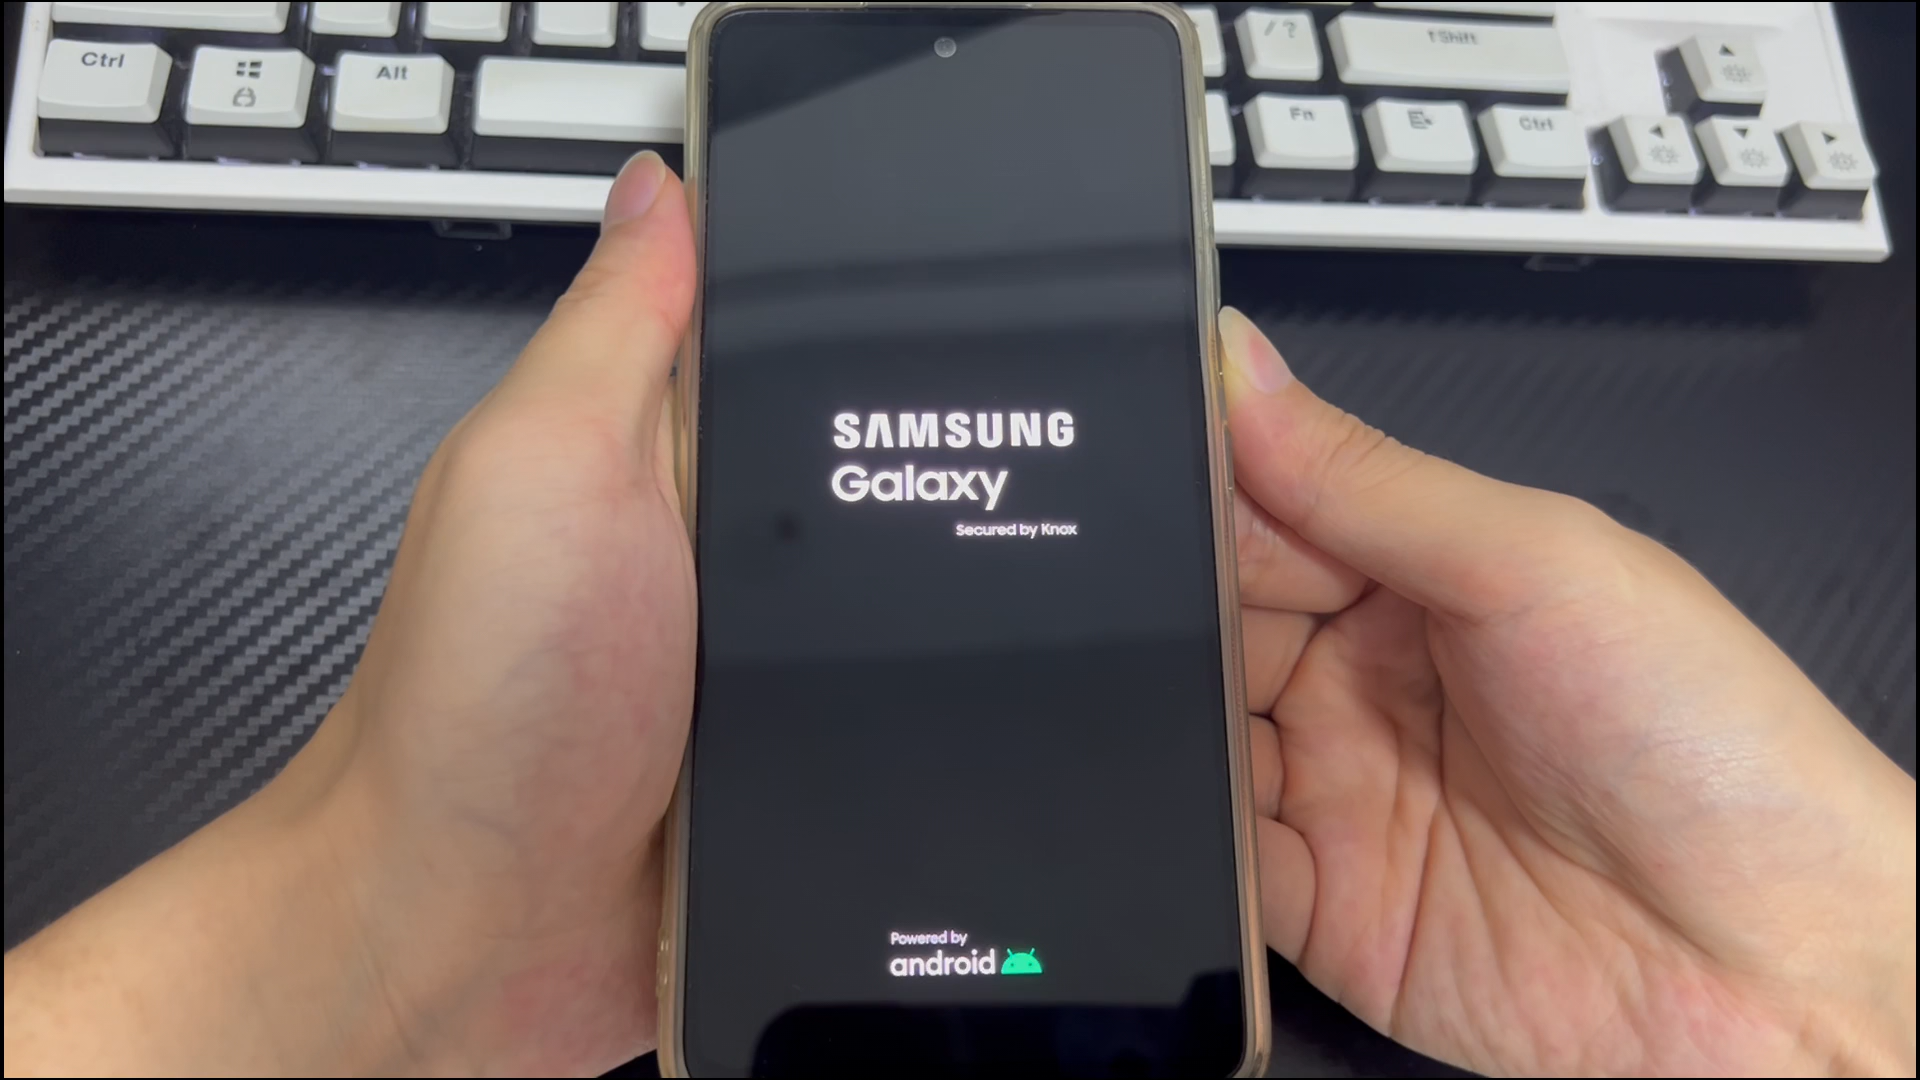 Ctrl
Alt
/ ?
⇧Shift
Fn
Ctrl
SAMSUNG
Galaxy
Secured by Knox
Powered by
android